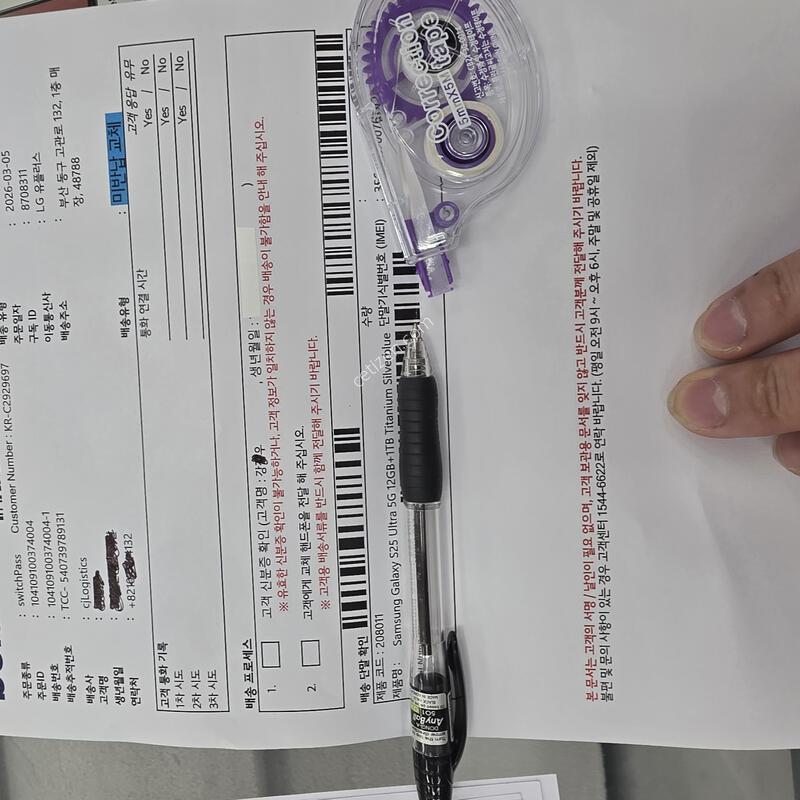 Customer Number : KR-C2929697
주문종류 : switchPass
주문ID : 104109100374004
배송번호 : 104109100374004-1
배송추적번호 : TCC- 540739789131
배송사 : cjLogistics
고객명 :
생년월일 :
연락처 : +821 132
배송 유형
주문일자 : 2026-03-05
구독 ID : 8708311
이동통신사 : LG 유플러스
배송주소 : 부산 동구 고관로 132, 1층 매
장, 48788
배송유형 : 미반납 교체
고객 통화 기록 통화 연결 시간 고객 응답 유무
1차 시도 Yes / No
2차 시도 Yes / No
3차 시도 Yes / No
배송 프로세스
1. 고객 신분증 확인 (고객명 : 강 우 , 생년월일 : )
※ 유효한 신분증 확인이 불가능하거나, 고객 정보가 일치하지 않는 경우 배송이 불가함을 안내 해 주십시오.
2. 고객에게 교체 핸드폰을 전달 해 주십시오.
※ 고객용 배송서류를 반드시 함께 전달해 주시기 바랍니다.
배송 단말 확인
제품 코드 : 208011 수량
제품명 : Samsung Galaxy S25 Ultra 5G 12GB+1TB Titanium Silverblue 단말기식별번호 (IMEI) :
본 문서는 고객의 서명 / 날인이 필요 없으며, 고객 보관용 문서를 잊지 않고 반드시 고객분께 전달해 주시기 바랍니다.
불편 및 문의 사항이 있는 경우 고객센터 1544-6622로 연락 바랍니다. (평일 오전 9시 ~ 오후 6시, 주말 및 공휴일 제외)
Correction
tape
5mmX5M
DONG-A
AnyBall
501
cetizen.com